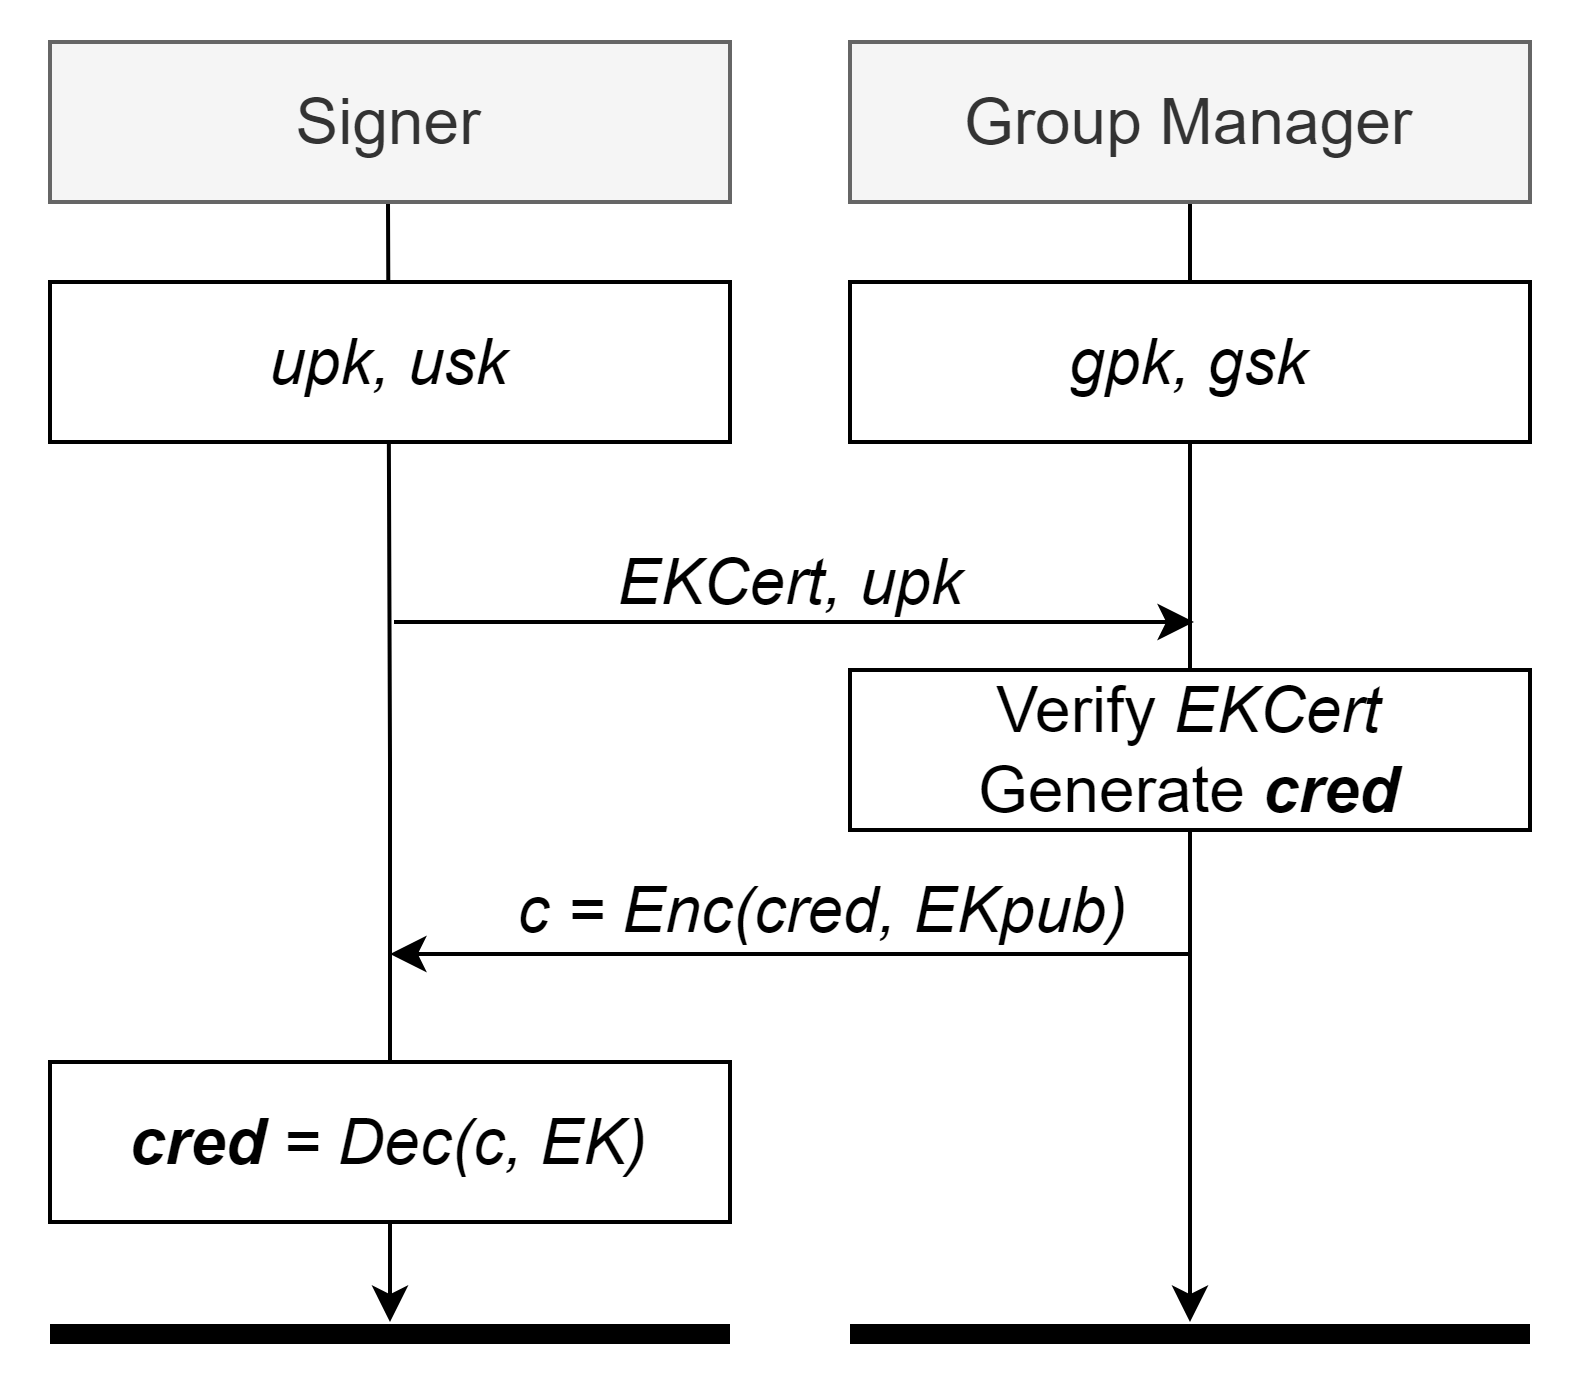 Signer
Group Manager
upk, usk
gpk, gsk
EKCert, upk
Verify EKCert
Generate cred
c = Enc(cred, EKpub)
cred = Dec(c, EK)